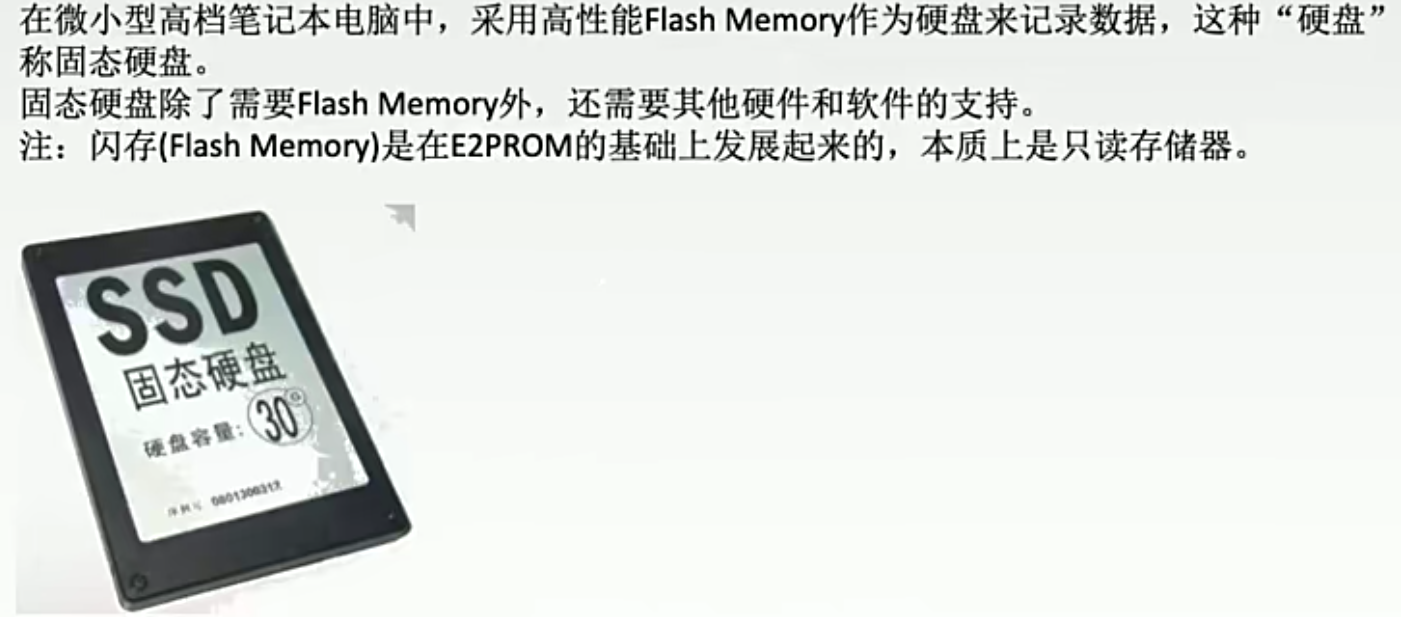 在微小型高档笔记本电脑中，采用高性能Flash Memory作为硬盘来记录数据，这种“硬盘”
称固态硬盘。
固态硬盘除了需要Flash Memory外，还需要其他硬件和软件的支持。
注：闪存(Flash Memory)是在E2PROM的基础上发展起来的，本质上是只读存储器。
SSD
固态硬盘
硬盘容量：30G